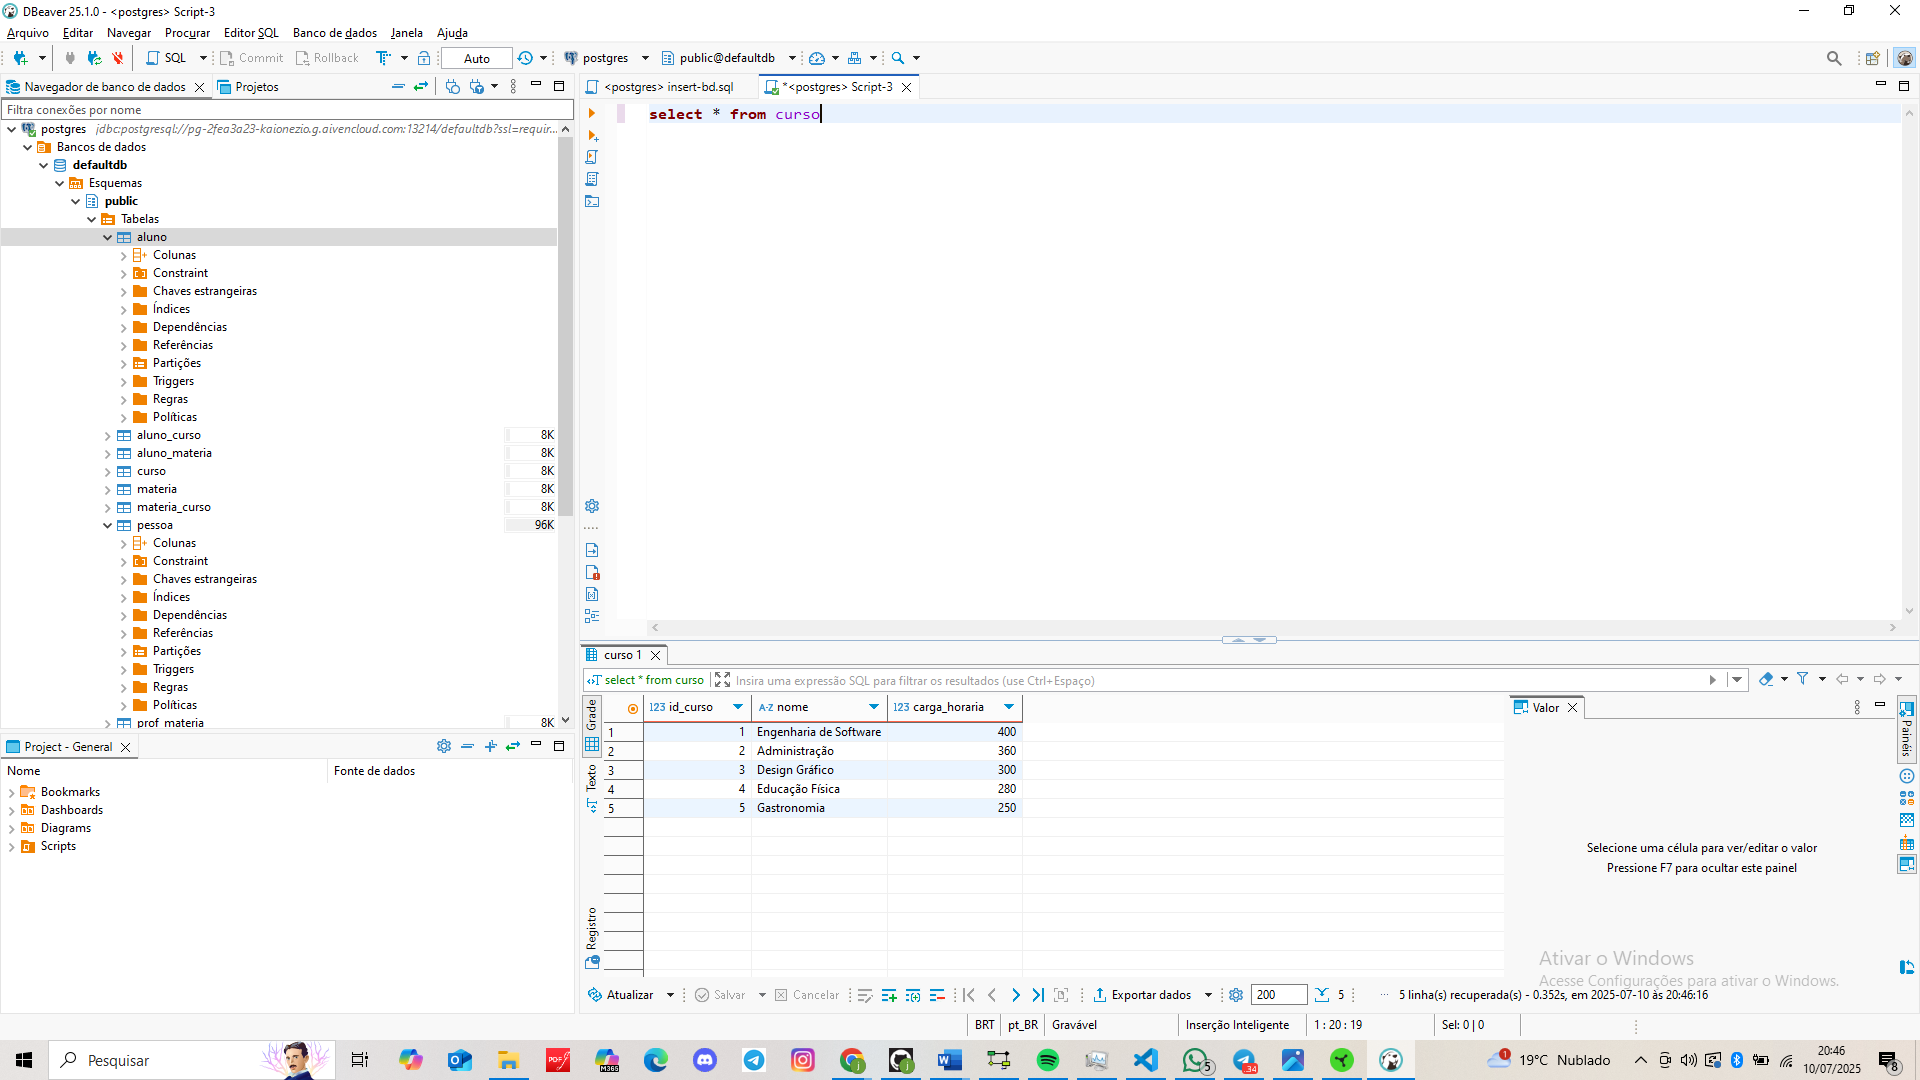 DBeaver 25.1.0 - <postgres> Script-3
Arquivo Editar Navegar Procurar Editor SQL Banco de dados Janela Ajuda
SQL Commit Rollback Auto postgres public@defaultdb
Navegador de banco de dados Projetos
<postgres> insert-bd.sql *<postgres> Script-3
Filtra conexões por nome
select * from curso
postgres jdbc:postgresql://pg-2fea3a23-kaionezio.g.aivencloud.com:13214/defaultdb?ssl=requir...
Bancos de dados
defaultdb
Esquemas
public
Tabelas
aluno
Colunas
Constraint
Chaves estrangeiras
Índices
Dependências
Referências
Partições
Triggers
Regras
Políticas
aluno_curso 8K
aluno_materia 8K
curso 8K
materia 8K
materia_curso 8K
pessoa 96K
Colunas
Constraint
Chaves estrangeiras
Índices
Dependências
Referências
Partições
Triggers
Regras
Políticas
prof_materia 8K
Project - General
Nome Fonte de dados
Bookmarks
Dashboards
Diagrams
Scripts
curso 1
select * from curso Insira uma expressão SQL para filtrar os resultados (use Ctrl+Espaço)
Grade
Texto
Registro
123 id_curso A-Z nome 123 carga_horaria
1 1 Engenharia de Software 400
2 2 Administração 360
3 3 Design Gráfico 300
4 4 Educação Física 280
5 5 Gastronomia 250
Valor
Painéis
Selecione uma célula para ver/editar o valor
Pressione F7 para ocultar este painel
Ativar o Windows
Acesse Configurações para ativar o Windows.
Atualizar Salvar Cancelar Exportar dados 200 5 5 linha(s) recuperada(s) - 0.352s, em 2025-07-10 às 20:46:16
BRT pt_BR Gravável Inserção Inteligente 1 : 20 : 19 Sel: 0 | 0
Pesquisar
PDF
M365
5
34
1
19°C Nublado
20:46
10/07/2025
8